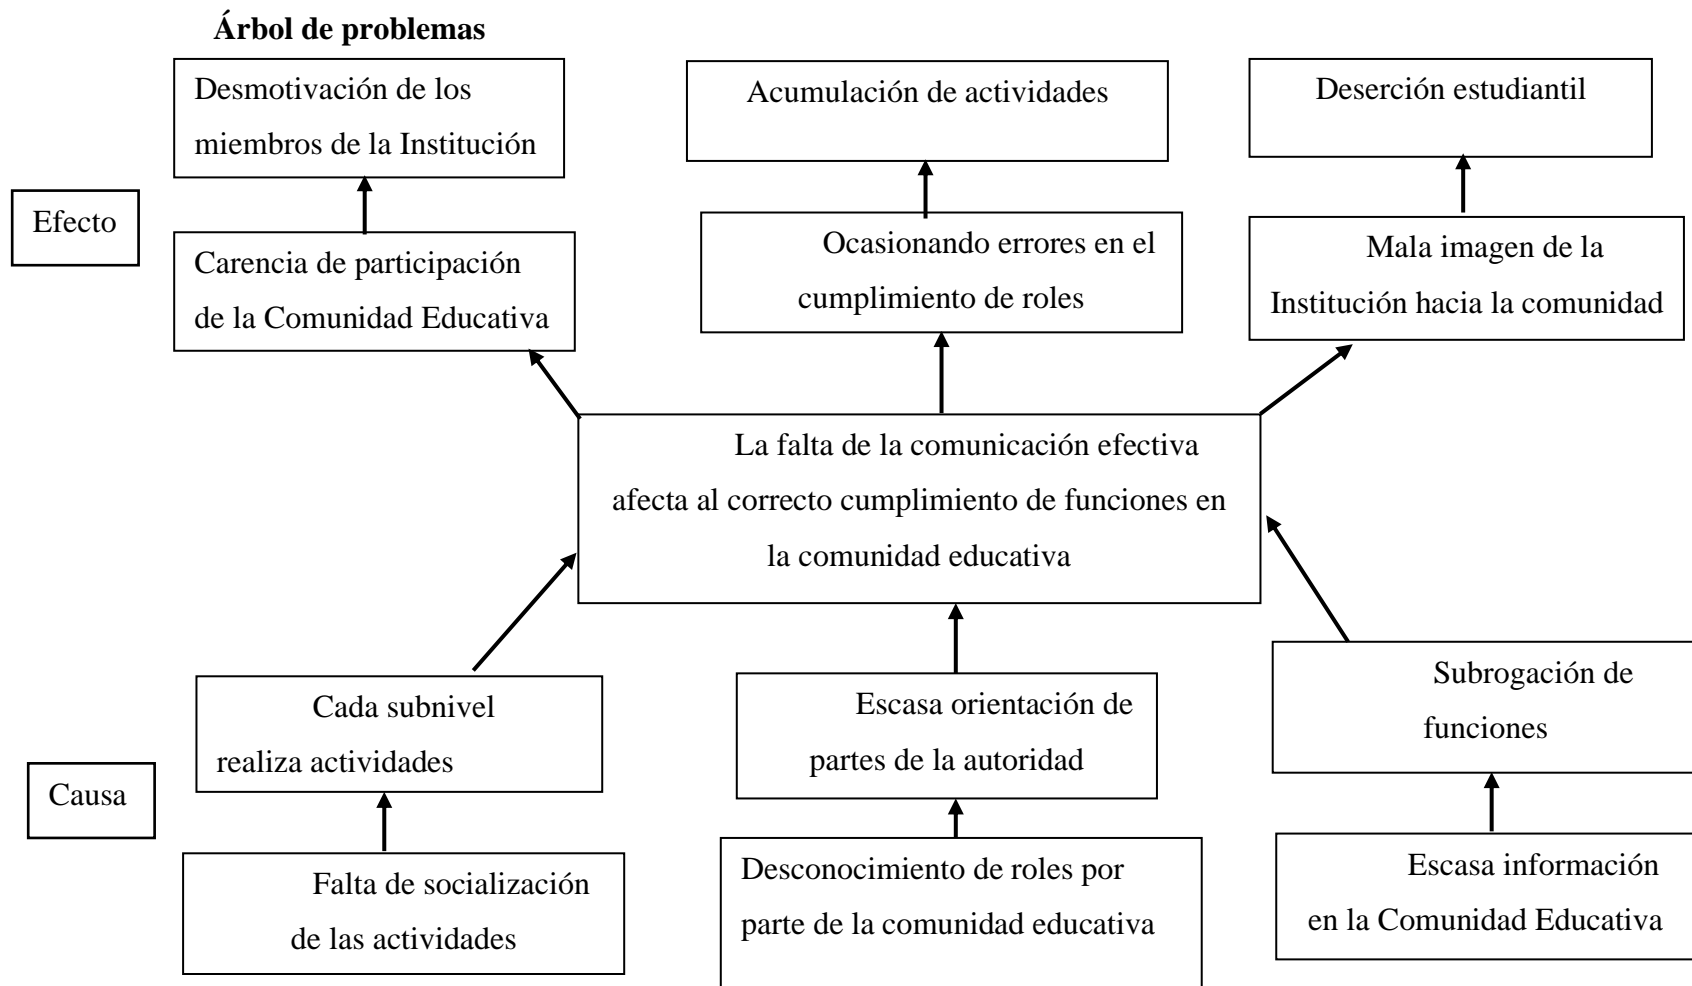 Árbol de problemas
Desmotivación de los
miembros de la Institución
Acumulación de actividades
Deserción estudiantil
Efecto
Carencia de participación
de la Comunidad Educativa
Ocasionando errores en el
cumplimiento de roles
Mala imagen de la
Institución hacia la comunidad
La falta de la comunicación efectiva
afecta al correcto cumplimiento de funciones en
la comunidad educativa
Cada subnivel
realiza actividades
Escasa orientación de
partes de la autoridad
Subrogación de
funciones
Causa
Falta de socialización
de las actividades
Desconocimiento de roles por
parte de la comunidad educativa
Escasa información
en la Comunidad Educativa